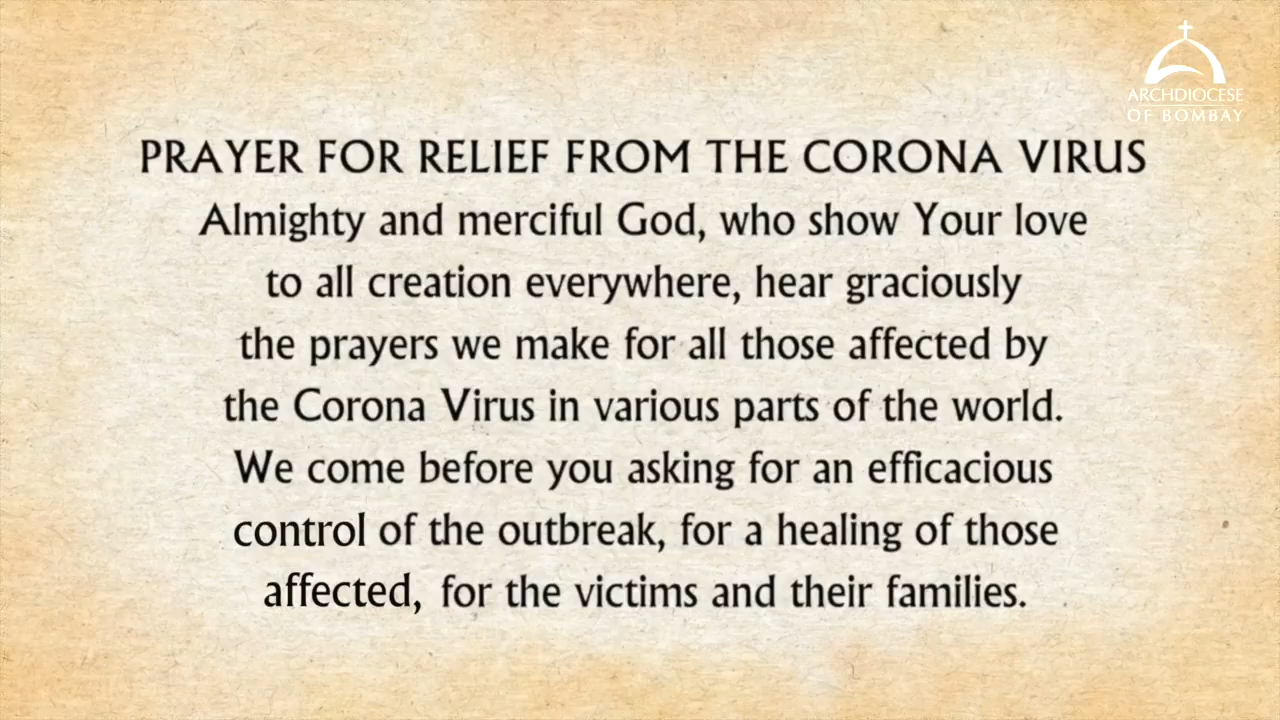 ARCHDIOCESE
OF BOMBAY
PRAYER FOR RELIEF FROM THE CORONA VIRUS
Almighty and merciful God, who show Your love
to all creation everywhere, hear graciously
the prayers we make for all those affected by
the Corona Virus in various parts of the world.
We come before you asking for an efficacious
control of the outbreak, for a healing of those
affected, for the victims and their families.